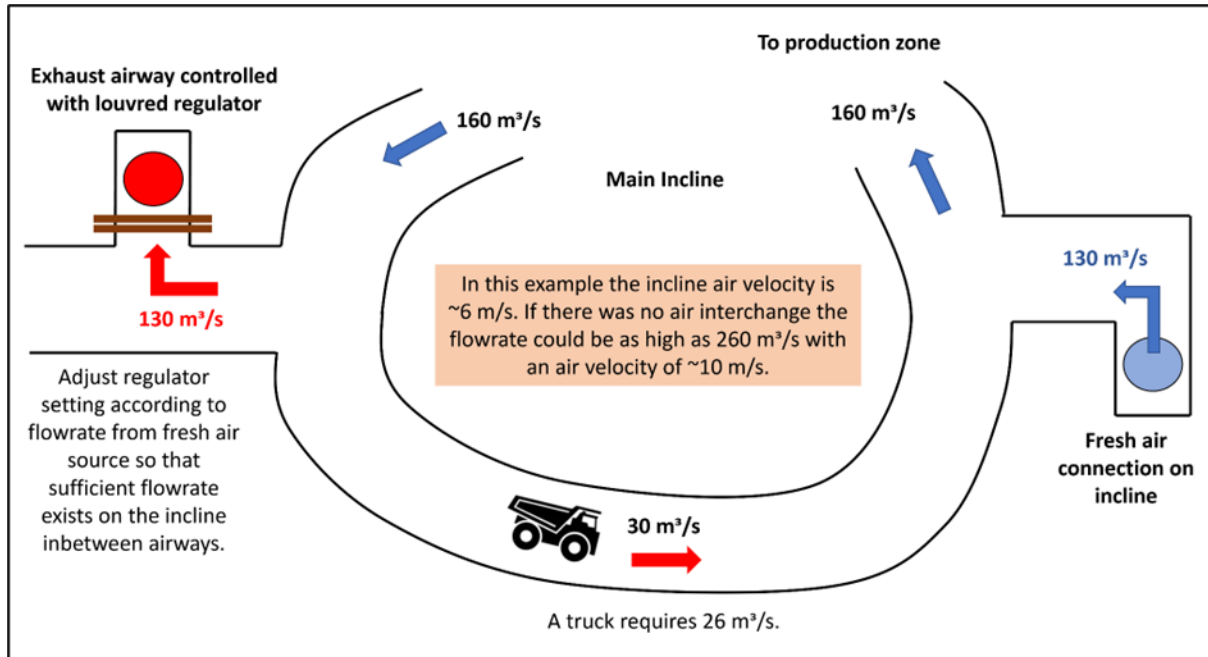 To production zone
Exhaust airway controlled
with louvred regulator
160 m³/s
160 m³/s
Main Incline
130 m³/s
130 m³/s
In this example the incline air velocity is
~6 m/s. If there was no air interchange the
flowrate could be as high as 260 m³/s with
an air velocity of ~10 m/s.
Adjust regulator
setting according to
flowrate from fresh air
source so that
sufficient flowrate
exists on the incline
inbetween airways.
Fresh air
connection on
incline
30 m³/s
A truck requires 26 m³/s.